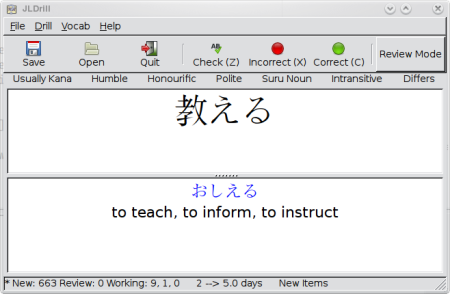 JLDrill
File Drill Vocab Help
Save Open Quit Check (Z) Incorrect (X) Correct (C) Review Mode
Usually Kana Humble Honourific Polite Suru Noun Intransitive Differs
教える
おしえる
to teach, to inform, to instruct
* New: 663 Review: 0 Working: 9, 1, 0 2 --> 5.0 days New Items